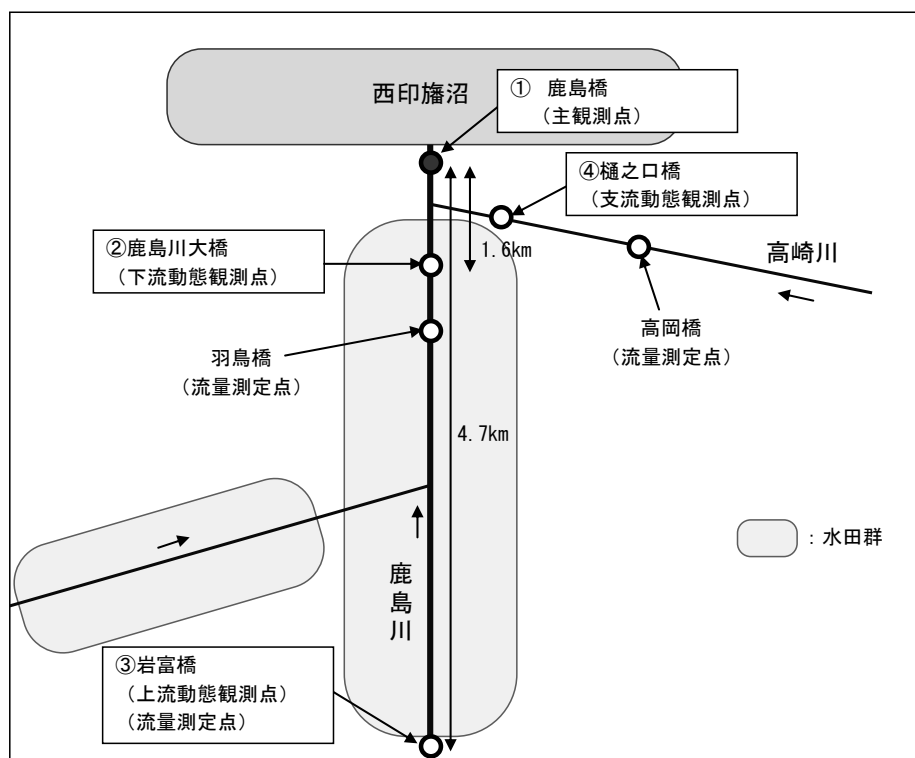 西印旛沼
① 鹿島橋
（主観測点）
④樋之口橋
（支流動態観測点）
②鹿島川大橋
（下流動態観測点）
1.6km
高崎川
羽鳥橋
（流量測定点）
高岡橋
（流量測定点）
4.7km
：水田群
鹿島川
③岩富橋
（上流動態観測点）
（流量測定点）